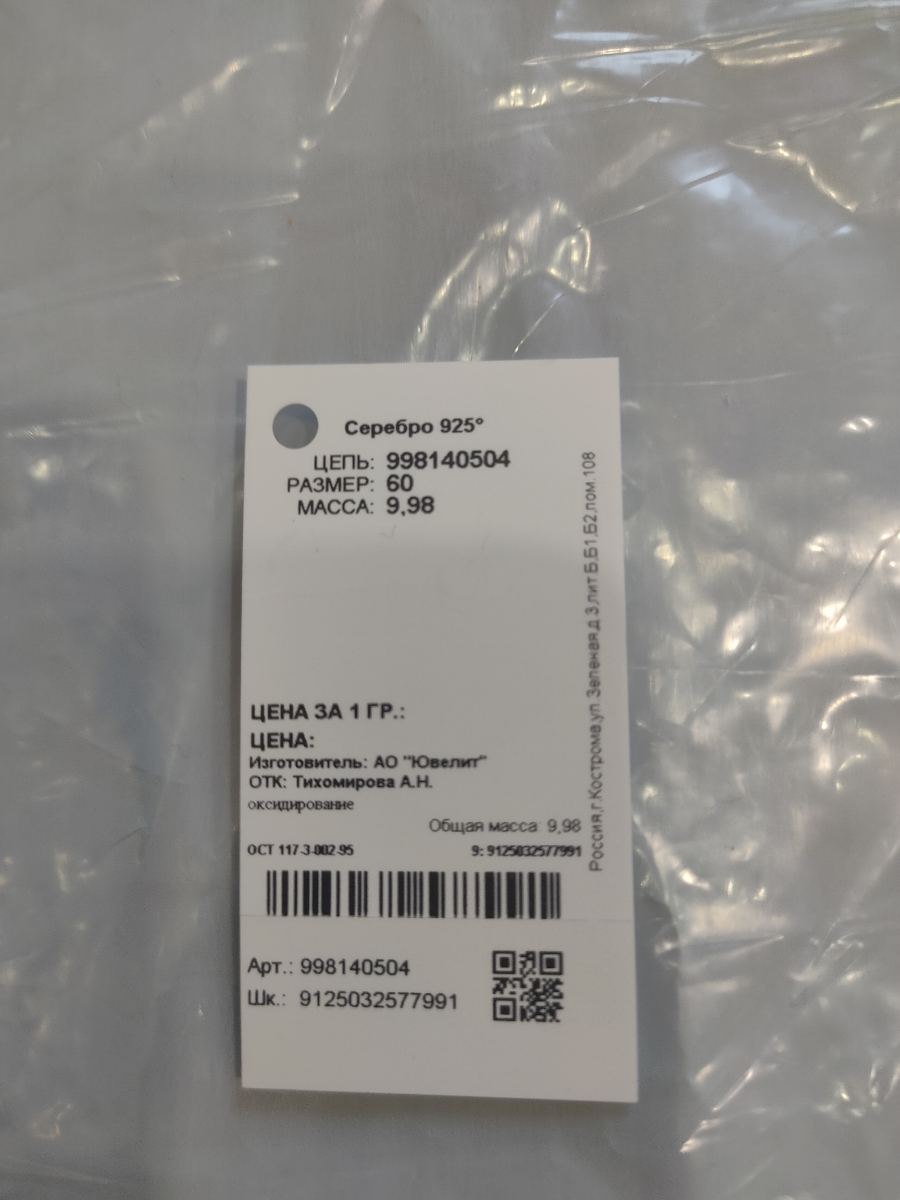 Серебро 925°
ЦЕПЬ: 998140504
РАЗМЕР: 60
МАССА: 9,98
ЦЕНА ЗА 1 ГР.:
ЦЕНА:
Изготовитель: АО "Ювелит"
ОТК: Тихомирова А.Н.
оксидирование
Общая масса: 9,98
ОСТ 117-3-002-95 9: 9125032577991
Арт.: 998140504
Шк.: 9125032577991
Россия,г.Кострома,ул Зеленая,д 3,лит.Б,Б1,Б2,пом.108